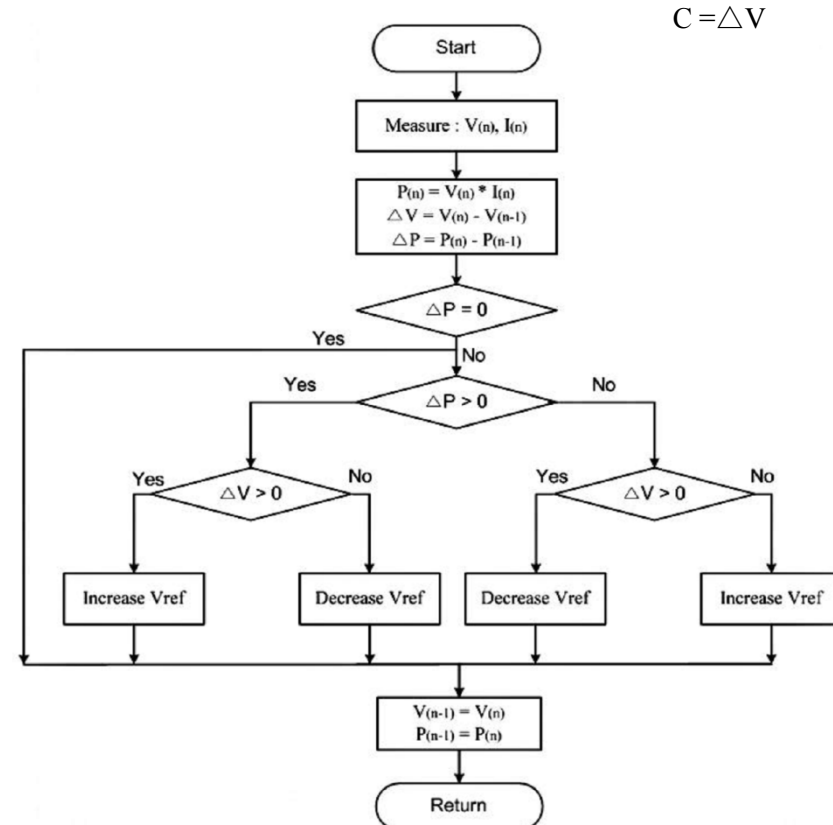 C =△V
Start
Measure : V(n), I(n)
P(n) = V(n) * I(n)
△V = V(n) - V(n-1)
△P = P(n) - P(n-1)
△P = 0
Yes
No
△P > 0
Yes
No
△V > 0
Yes
No
△V > 0
Yes
No
Increase Vref
Decrease Vref
Decrease Vref
Increase Vref
V(n-1) = V(n)
P(n-1) = P(n)
Return